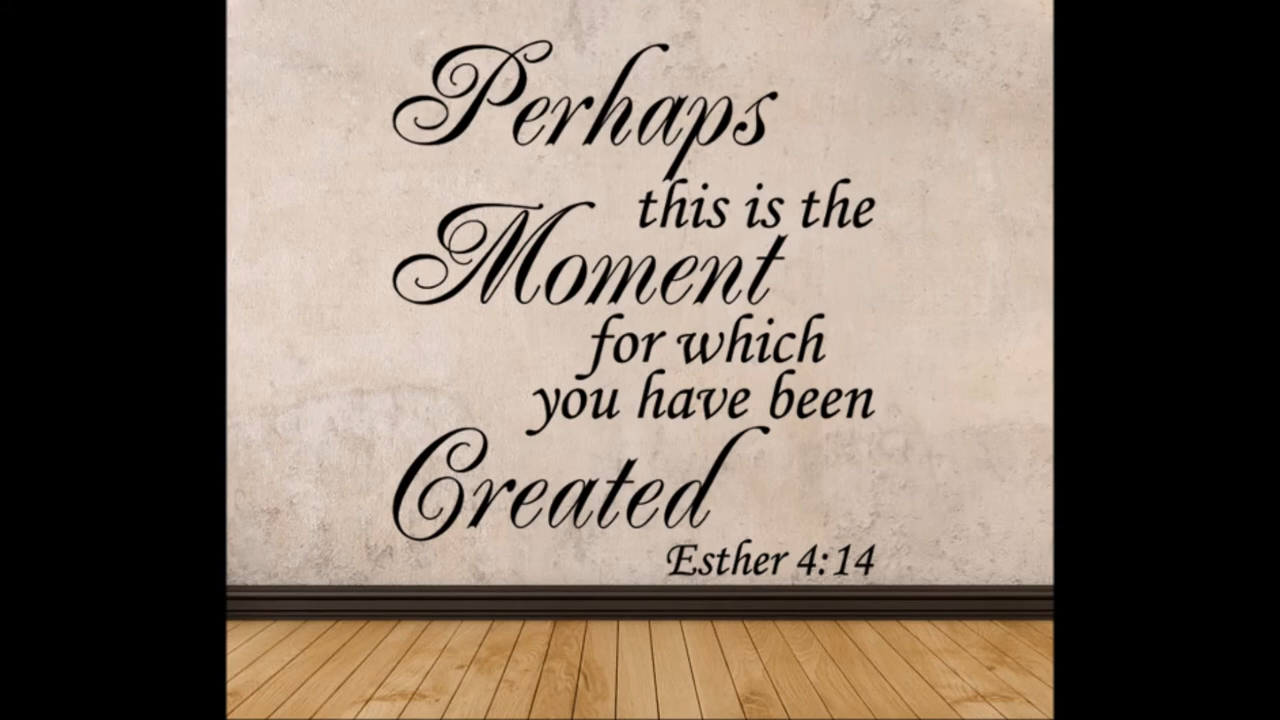 Perhaps
this is the
Moment
for which
you have been
Created
Esther 4:14